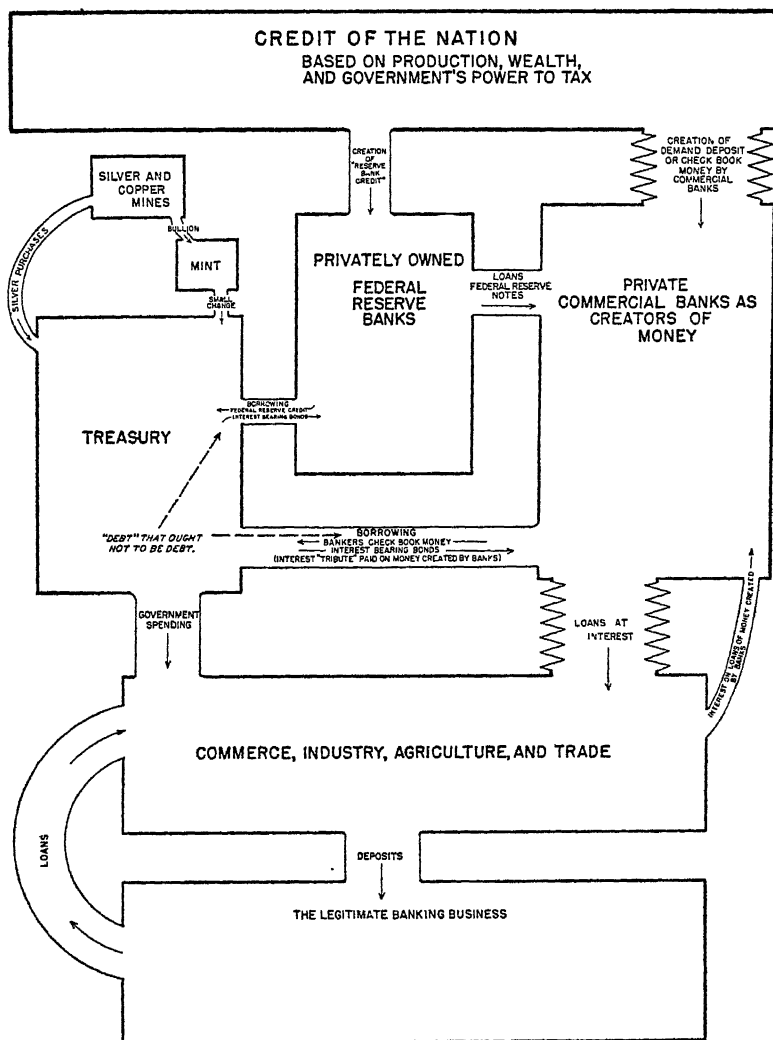 CREDIT OF THE NATION
BASED ON PRODUCTION, WEALTH,
AND GOVERNMENT'S POWER TO TAX
CREATION
OF
"RESERVE
BANK
CREDIT"
CREATION OF
DEMAND DEPOSIT
OR CHECK BOOK
MONEY BY
COMMERCIAL
BANKS
SILVER AND
COPPER
MINES
BULLION
MINT
SMALL
CHANGE
SILVER PURCHASES
PRIVATELY OWNED
FEDERAL
RESERVE
BANKS
LOANS
FEDERAL RESERVE
NOTES
PRIVATE
COMMERCIAL BANKS AS
CREATORS OF
MONEY
BORROWING
FEDERAL RESERVE CREDIT
INTEREST BEARING BONDS
TREASURY
"DEBT" THAT OUGHT
NOT TO BE DEBT.
BORROWING
BANKERS CHECK BOOK MONEY
INTEREST BEARING BONDS
(INTEREST "TRIBUTE" PAID ON MONEY CREATED BY BANKS)
GOVERNMENT
SPENDING
LOANS AT
INTEREST
INTEREST ON LOANS OF MONEY CREATED
BY BANKS
COMMERCE, INDUSTRY, AGRICULTURE, AND TRADE
LOANS
DEPOSITS
THE LEGITIMATE BANKING BUSINESS